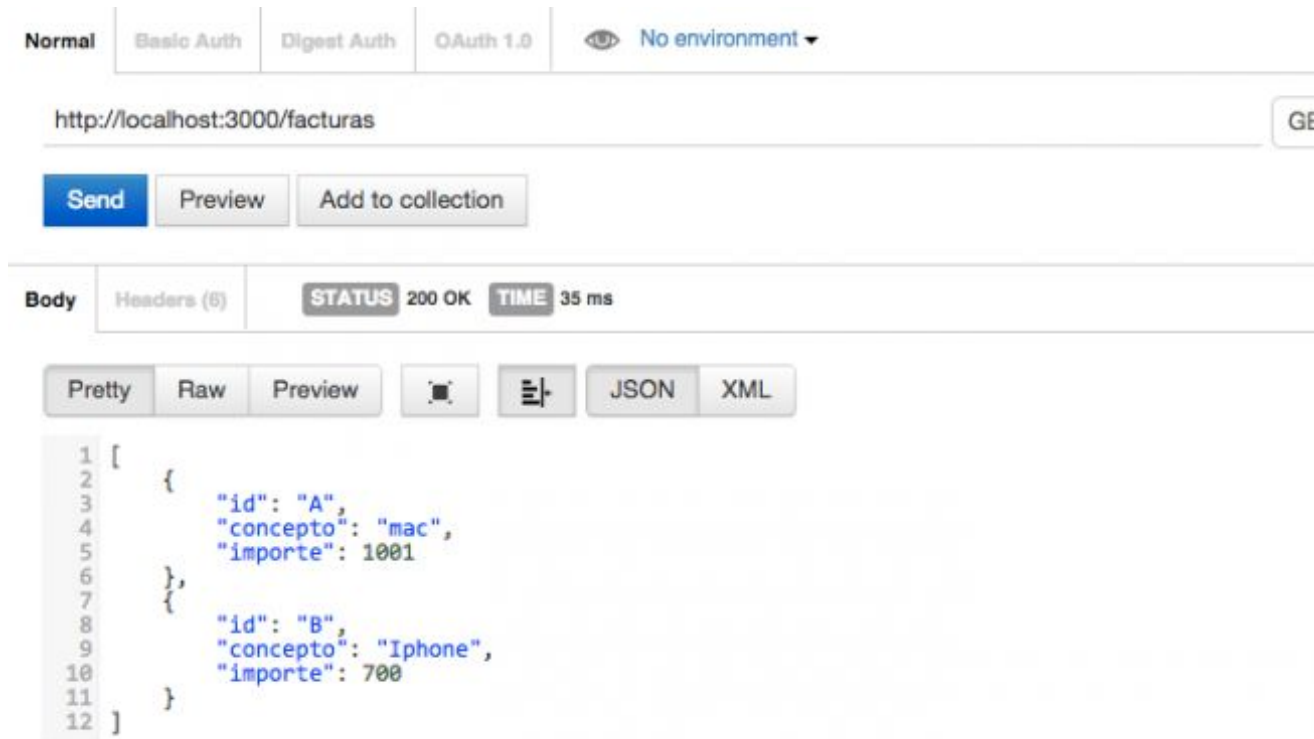 Normal Basic Auth Digest Auth OAuth 1.0 No environment
http://localhost:3000/facturas GE
Send Preview Add to collection
Body Headers (6) STATUS 200 OK TIME 35 ms
Pretty Raw Preview JSON XML
1 [
2 {
3 "id": "A",
4 "concepto": "mac",
5 "importe": 1001
6 },
7 {
8 "id": "B",
9 "concepto": "Iphone",
10 "importe": 700
11 }
12 ]